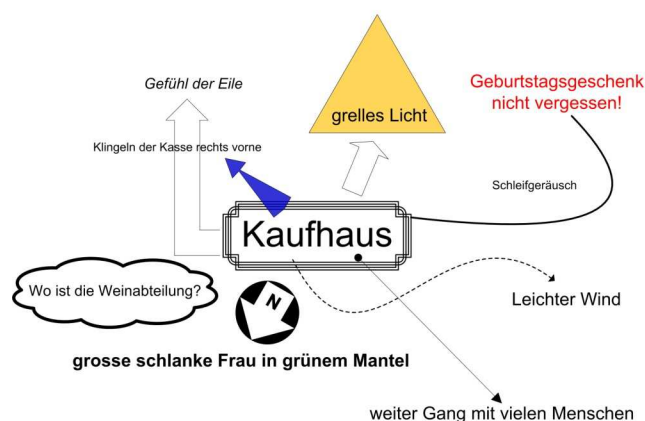 Gefühl der Eile
grelles Licht
Geburtstagsgeschenk
nicht vergessen!
Klingeln der Kasse rechts vorne
Schleifgeräusch
Kaufhaus
Wo ist die Weinabteilung?
N
Leichter Wind
grosse schlanke Frau in grünem Mantel
weiter Gang mit vielen Menschen